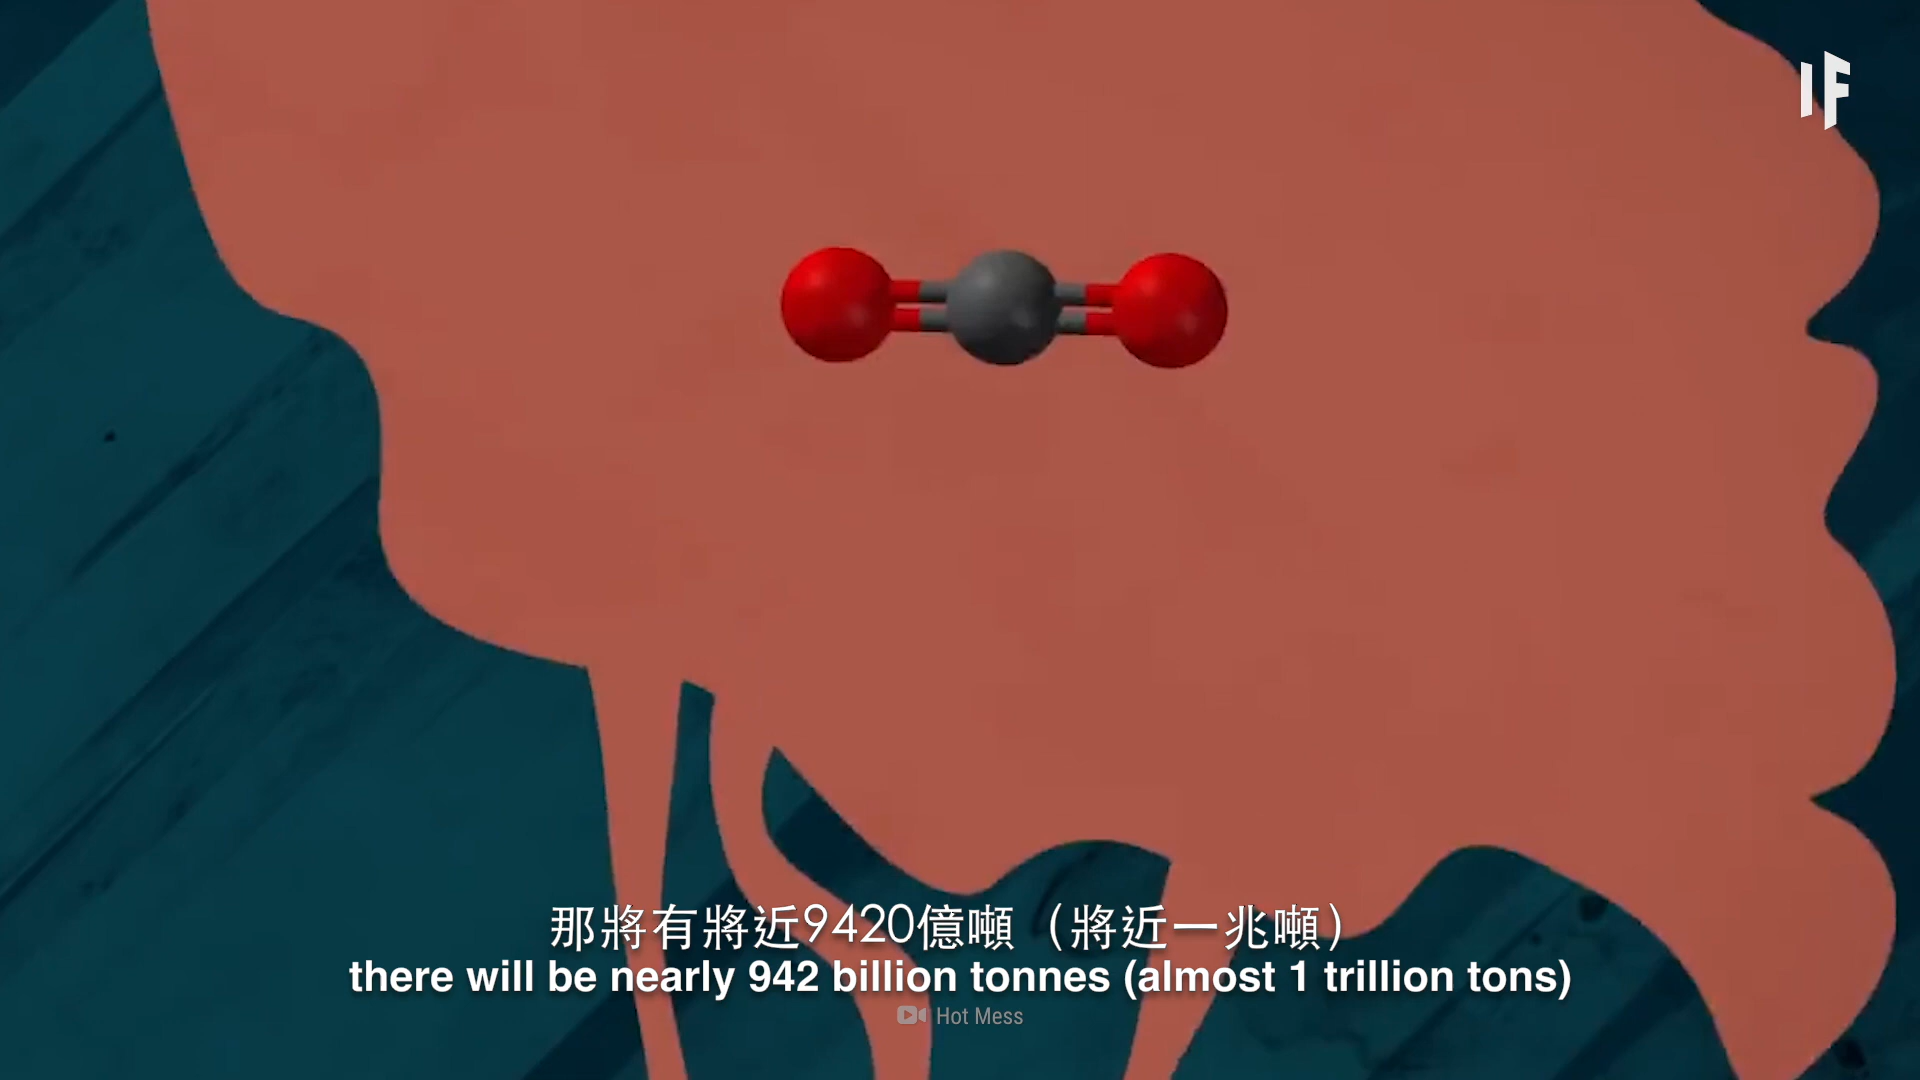 IF
那將有將近9420億噸（將近一兆噸）
there will be nearly 942 billion tonnes (almost 1 trillion tons)
Hot Mess